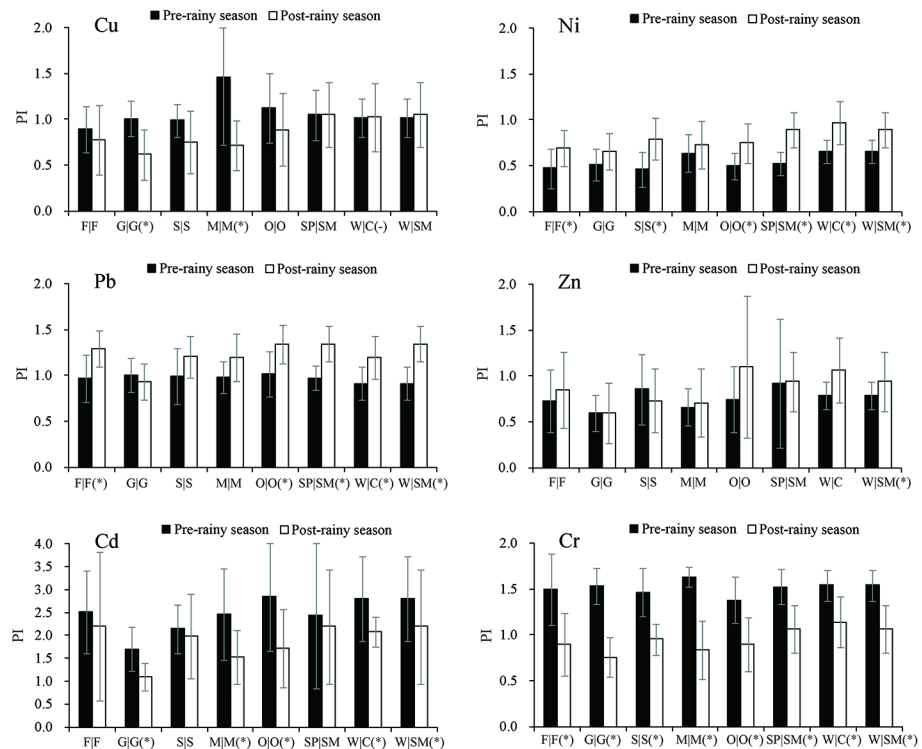 Cu
Pre-rainy season Post-rainy season
2.0
1.5
1.0
0.5
0.0
PI
F|F G|G(*) S|S M|M(*) O|O SP|SM W|C(-) W|SM
Ni
Pre-rainy season Post-rainy season
2.0
1.5
1.0
0.5
0.0
PI
F|F(*) G|G S|S(*) M|M O|O(*) SP|SM(*) W|C(*) W|SM(*)
Pb
Pre-rainy season Post-rainy season
2.0
1.5
1.0
0.5
0.0
PI
F|F(*) G|G S|S M|M O|O(*) SP|SM(*) W|C(*) W|SM(*)
Zn
Pre-rainy season Post-rainy season
2.0
1.5
1.0
0.5
0.0
PI
F|F G|G S|S M|M O|O SP|SM W|C W|SM(*)
Cd
Pre-rainy season Post-rainy season
4.0
3.5
3.0
2.5
2.0
1.5
1.0
0.5
0.0
PI
F|F G|G(*) S|S M|M(*) O|O(*) SP|SM W|C(*) W|SM(*)
Cr
Pre-rainy season Post-rainy season
2.0
1.5
1.0
0.5
0.0
PI
F|F(*) G|G(*) S|S(*) M|M(*) O|O(*) SP|SM(*) W|C(*) W|SM(*)